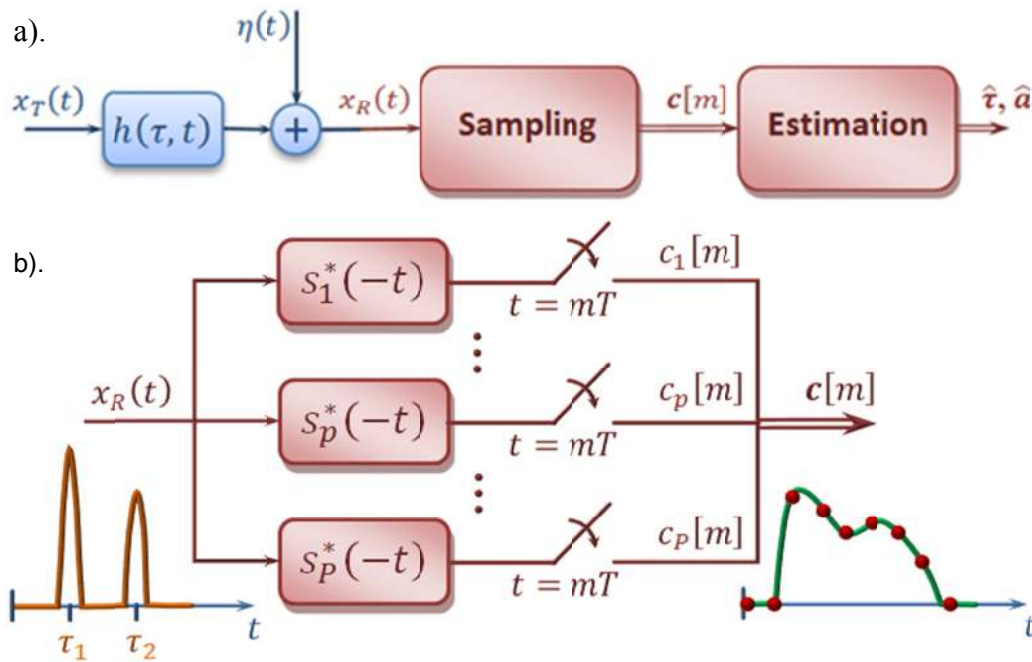 a).
η(t)
x_T(t)
h(τ, t)
+
x_R(t)
Sampling
c[m]
Estimation
τ̂, â
b).
s_1^*(−t)
t = mT
c_1[m]
x_R(t)
s_p^*(−t)
t = mT
c_p[m]
c[m]
s_P^*(−t)
t = mT
c_P[m]
τ_1 τ_2 t
t